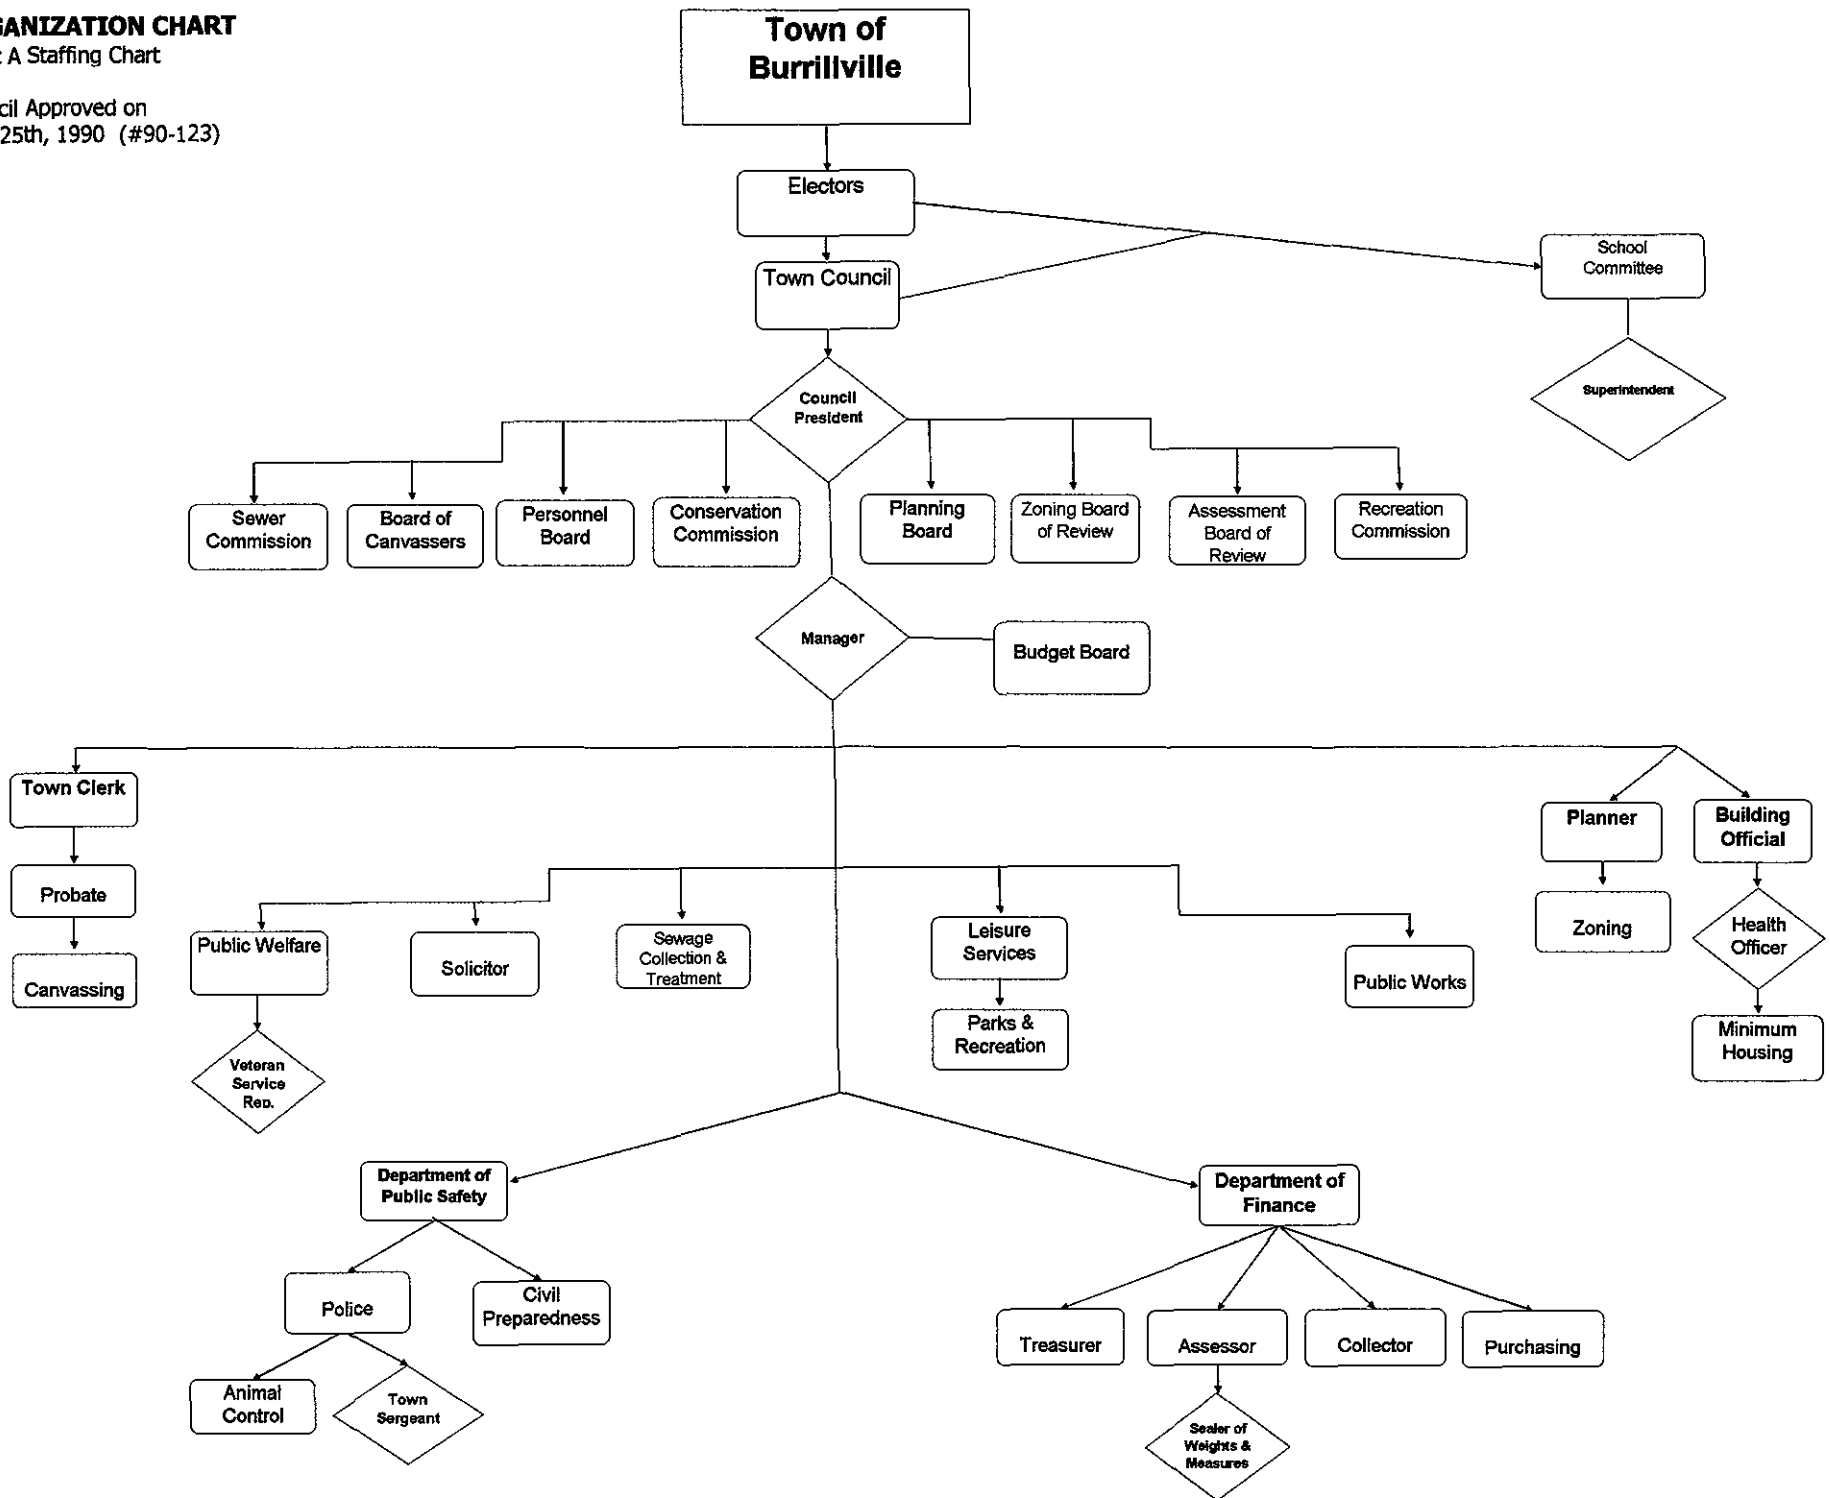 GANIZATION CHART
A Staffing Chart
cil Approved on
25th, 1990 (#90-123)
Town of
Burrillville
Electors
Town Council
School
Committee
Superintendent
Council
President
Sewer
Commission
Board of
Canvassers
Personnel
Board
Conservation
Commission
Planning
Board
Zoning Board
of Review
Assessment
Board of
Review
Recreation
Commission
Manager
Budget Board
Town Clerk
Probate
Canvassing
Planner
Zoning
Building
Official
Health
Officer
Minimum
Housing
Public Welfare
Veteran
Service
Rep.
Solicitor
Sewage
Collection &
Treatment
Leisure
Services
Parks &
Recreation
Public Works
Department of
Public Safety
Police
Civil
Preparedness
Animal
Control
Town
Sergeant
Department of
Finance
Treasurer
Assessor
Collector
Purchasing
Sealer of
Weights &
Measures